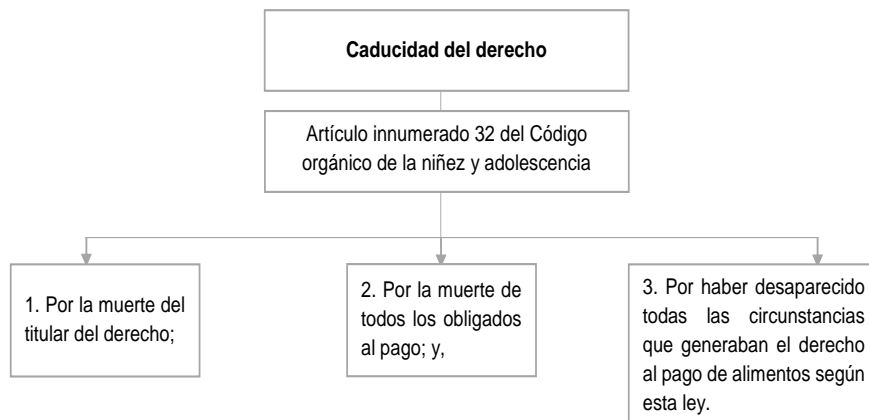 Caducidad del derecho
Artículo innumerado 32 del Código
orgánico de la niñez y adolescencia
1. Por la muerte del
titular del derecho;
2. Por la muerte de
todos los obligados
al pago; y,
3. Por haber desaparecido
todas las circunstancias
que generaban el derecho
al pago de alimentos según
esta ley.